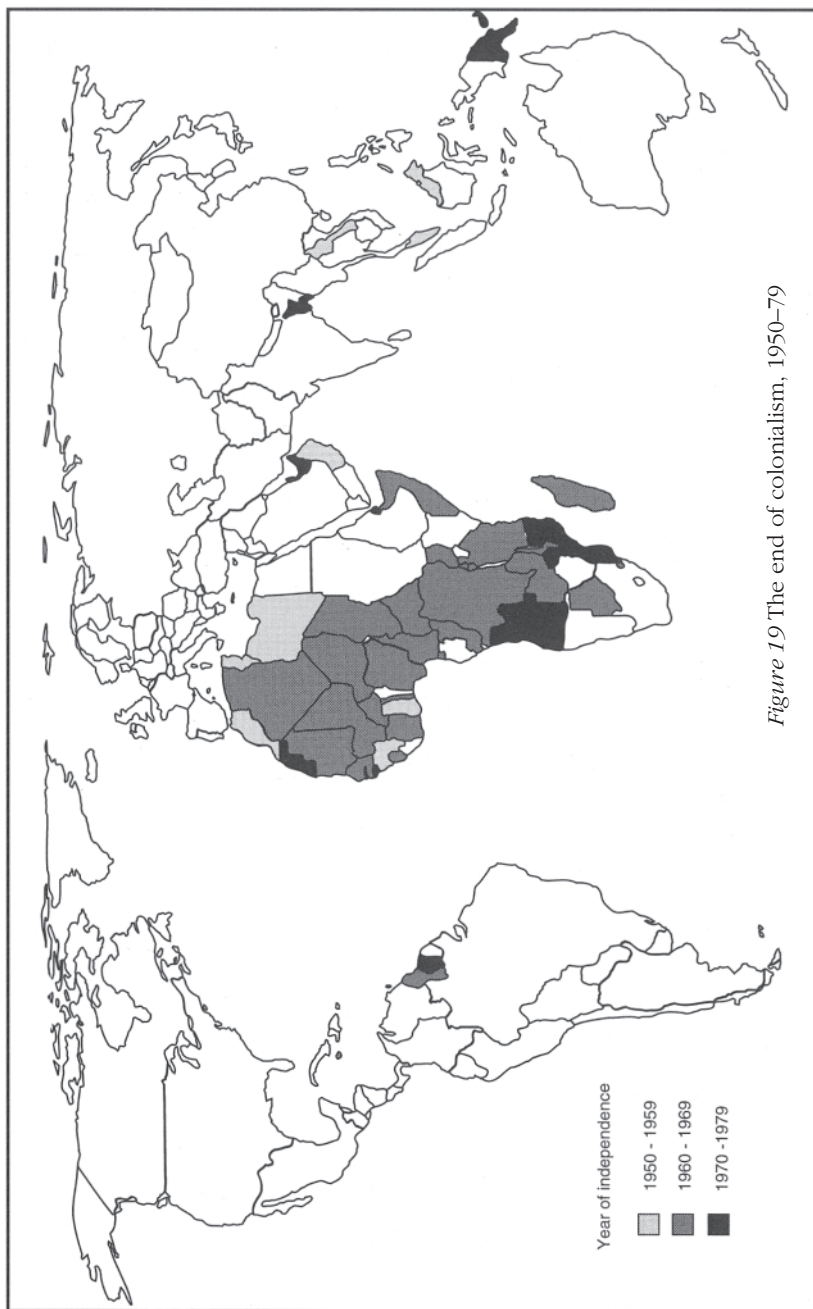 Year of independence
1950 - 1959
1960 - 1969
1970 -1979
Figure 19 The end of colonialism, 1950–79